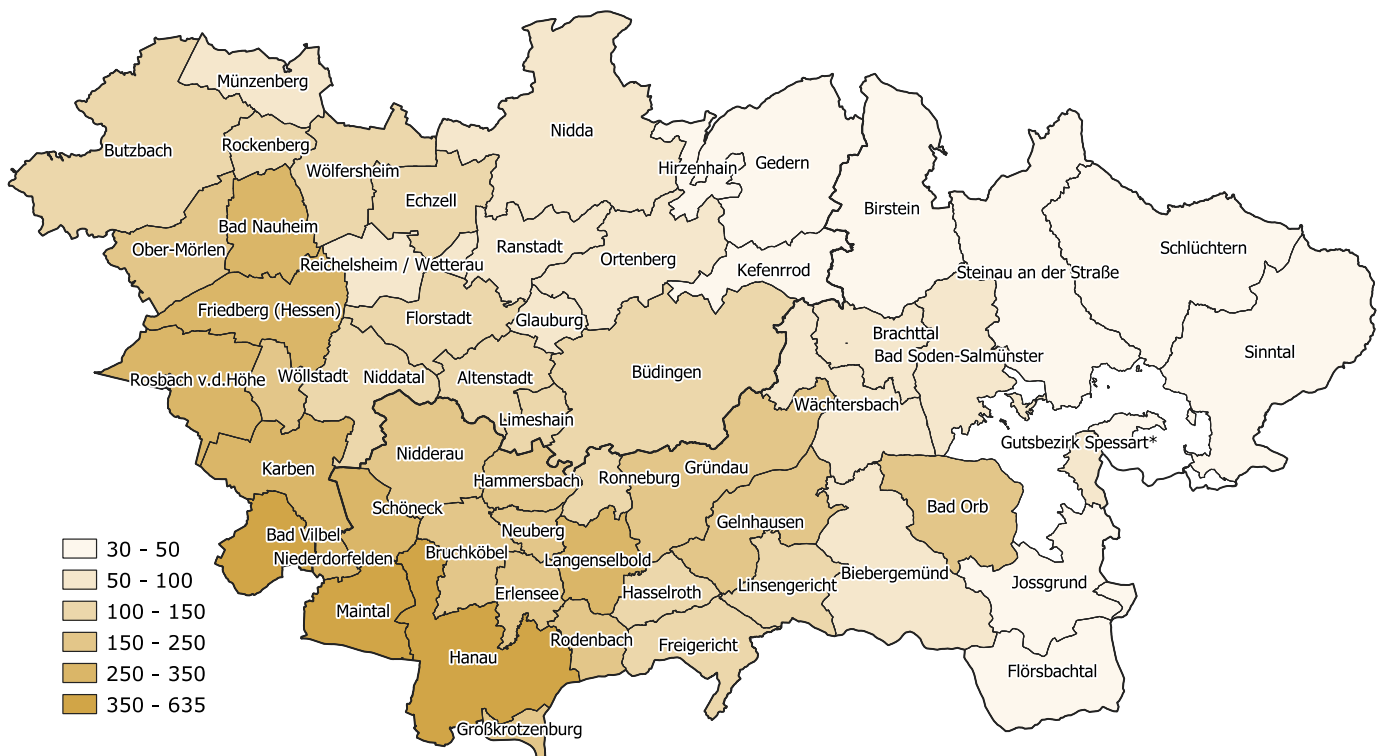 Münzenberg
Nidda
Butzbach
Rockenberg
Wölfersheim
Hirzenhain
Gedern
Echzell
Birstein
Bad Nauheim
Ober-Mörlen
Ranstadt
Schlüchtern
Reichelsheim / Wetterau
Ortenberg
Kefenrrod
Steinau an der Straße
Friedberg (Hessen)
Florstadt
Glauburg
Brachttal
Sinntal
Bad Soden-Salmünster
Büdingen
Rosbach v.d.Höhe
Wöllstadt
Niddatal
Altenstadt
Wächtersbach
Limeshain
Gutsbezirk Spessart*
Nidderau
Karben
Gründau
Hammersbach
Ronneburg
Schöneck
Bad Orb
Gelnhausen
Neuberg
Bad Vilbel
Bruchköbel
Niederdorfelden
Langenselbold
Biebergemünd
Jossgrund
Linsengericht
Erlensee
Hasselroth
Maintal
Rodenbach
Freigericht
Hanau
Flörsbachtal
Großkrotzenburg
30 - 50
50 - 100
100 - 150
150 - 250
250 - 350
350 - 635